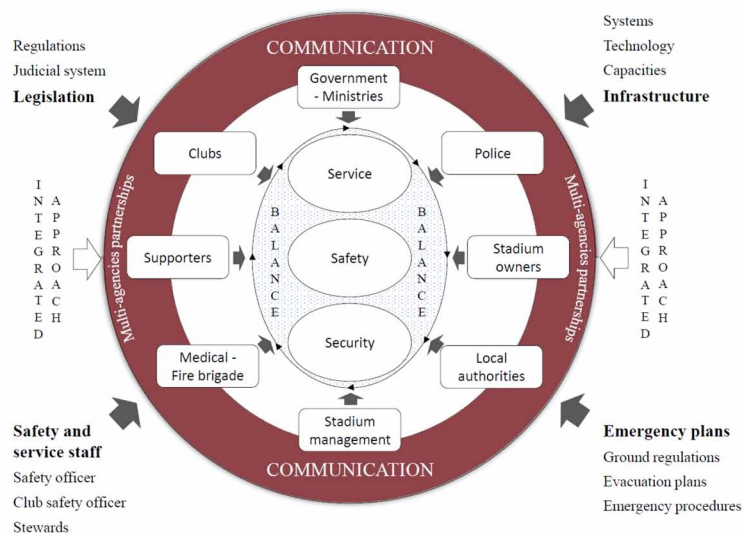 Regulations
Judicial system
Legislation
Systems
Technology
Capacities
Infrastructure
COMMUNICATION
Government
- Ministries
Clubs
Police
Service
Multi-agencies partnerships
Multi-agencies partnerships
INTEGRATED
APPROACH
BALANCE
BALANCE
INTEGRATED
APPROACH
Supporters
Safety
Stadium
owners
Medical -
Fire brigade
Security
Local
authorities
Stadium
management
COMMUNICATION
Safety and
service staff
Safety officer
Club safety officer
Stewards
Emergency plans
Ground regulations
Evacuation plans
Emergency procedures